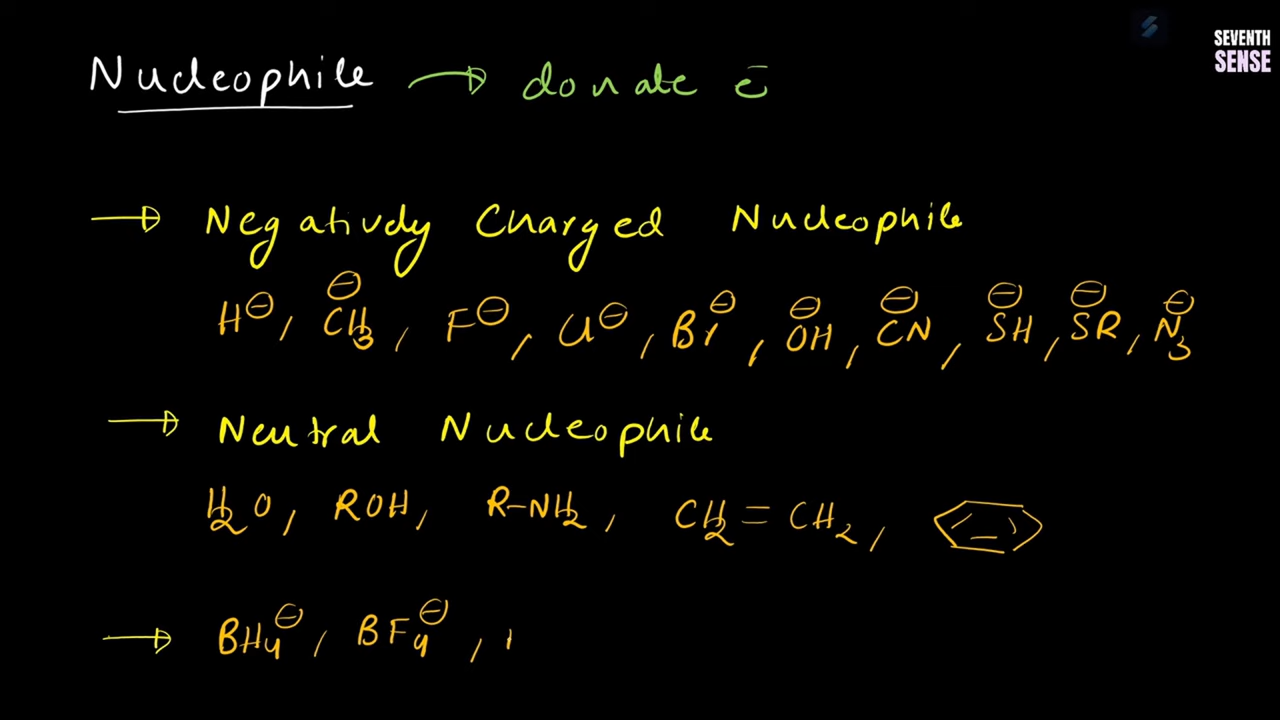 SEVENTH
SENSE
Nucleophile → donate e⁻
→ Negatively Charged Nucleophile
H⊖, CH₃⊖, F⊖, Cl⊖, Br⊖, OH⊖, CN⊖, SH⊖, SR⊖, N₃⊖
→ Neutral Nucleophile
H₂O, ROH, R-NH₂, CH₂=CH₂,
→ BH₄⊖, BF₄⊖,